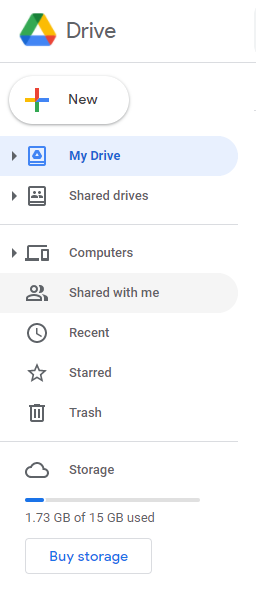 Drive
New
My Drive
Shared drives
Computers
Shared with me
Recent
Starred
Trash
Storage
1.73 GB of 15 GB used
Buy storage